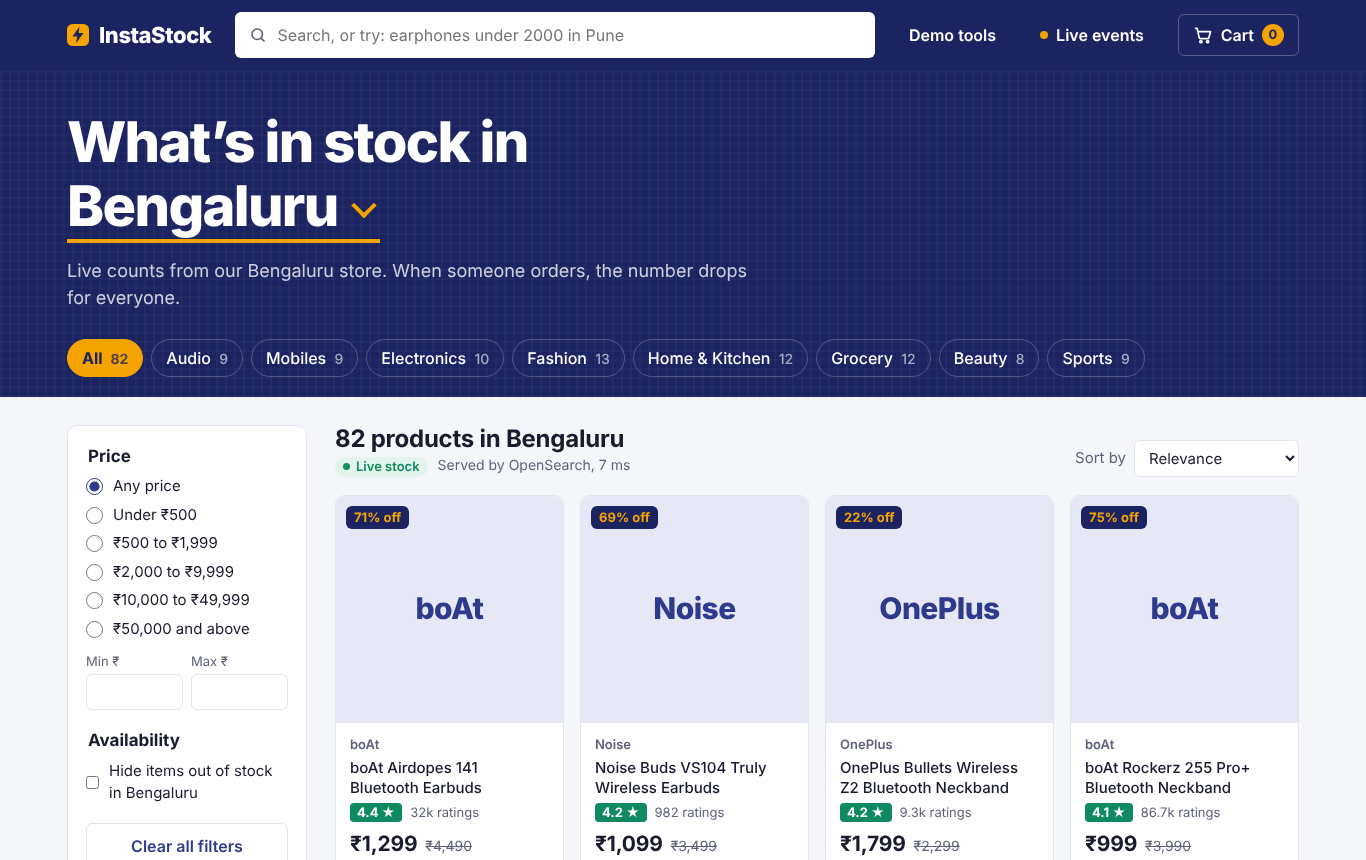 InstaStock
Search, or try: earphones under 2000 in Pune
Demo tools
Live events
Cart 0
What's in stock in
Bengaluru
Live counts from our Bengaluru store. When someone orders, the number drops
for everyone.
All 82
Audio 9
Mobiles 9
Electronics 10
Fashion 13
Home & Kitchen 12
Grocery 12
Beauty 8
Sports 9
Price
Any price
Under ₹500
₹500 to ₹1,999
₹2,000 to ₹9,999
₹10,000 to ₹49,999
₹50,000 and above
Min ₹
Max ₹
Availability
Hide items out of stock
in Bengaluru
Clear all filters
82 products in Bengaluru
Live stock
Served by OpenSearch, 7 ms
Sort by
Relevance
71% off
boAt
boAt
boAt Airdopes 141
Bluetooth Earbuds
4.4 ★ 32k ratings
₹1,299 ₹4,490
69% off
Noise
Noise
Noise Buds VS104 Truly
Wireless Earbuds
4.2 ★ 982 ratings
₹1,099 ₹3,499
22% off
OnePlus
OnePlus
OnePlus Bullets Wireless
Z2 Bluetooth Neckband
4.2 ★ 9.3k ratings
₹1,799 ₹2,299
75% off
boAt
boAt
boAt Rockerz 255 Pro+
Bluetooth Neckband
4.1 ★ 86.7k ratings
₹999 ₹3,990